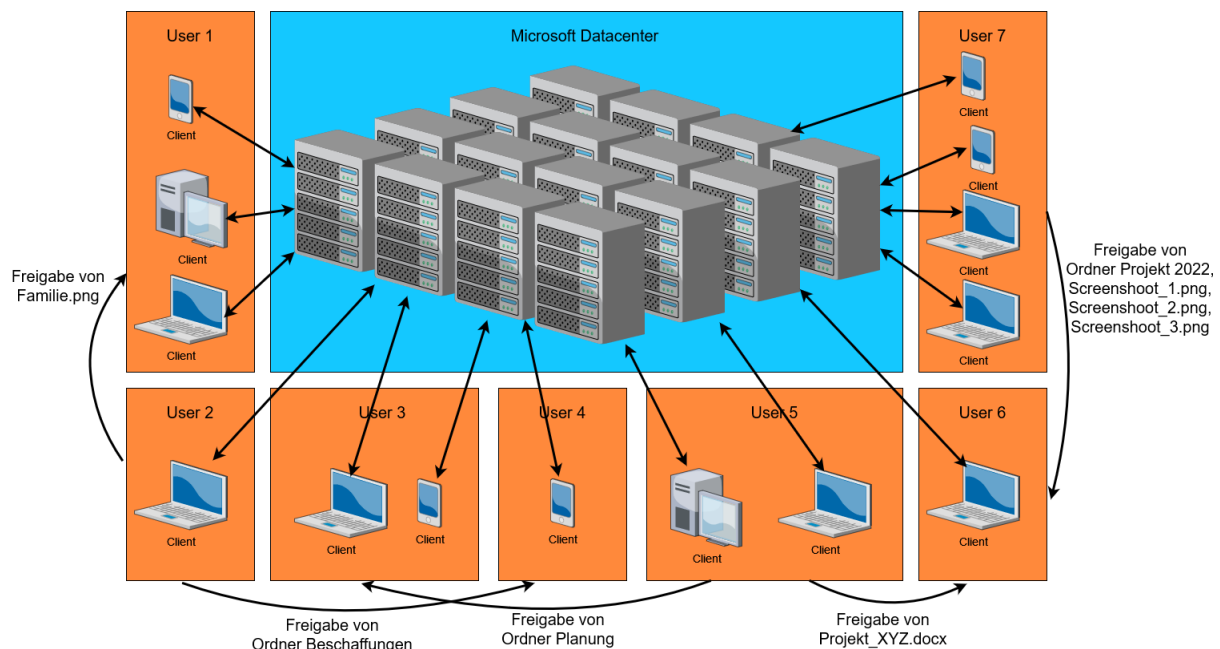 User 1
Microsoft Datacenter
User 7
Client
Client
Client
Client
Client
Client
Client
Freigabe von
Familie.png
Freigabe von
Ordner Projekt 2022,
Screenshoot_1.png,
Screenshoot_2.png,
Screenshoot_3.png
User 2
User 3
User 4
User 5
User 6
Client
Client
Client
Client
Client
Client
Client
Freigabe von
Ordner Beschaffungen
Freigabe von
Ordner Planung
Freigabe von
Projekt_XYZ.docx